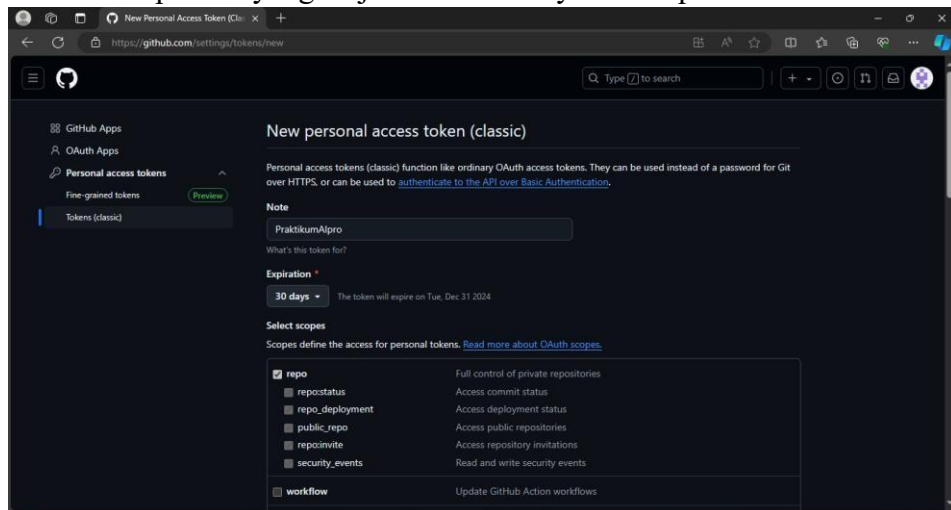 New Personal Access Token (Clas
https://github.com/settings/tokens/new
Type / to search
GitHub Apps
OAuth Apps
Personal access tokens
Fine-grained tokens Preview
Tokens (classic)
New personal access token (classic)
Personal access tokens (classic) function like ordinary OAuth access tokens. They can be used instead of a password for Git
over HTTPS, or can be used to authenticate to the API over Basic Authentication.
Note
PraktikumAlpro
What's this token for?
Expiration *
30 days The token will expire on Tue, Dec 31 2024
Select scopes
Scopes define the access for personal tokens. Read more about OAuth scopes.
repo Full control of private repositories
repo:status Access commit status
repo_deployment Access deployment status
public_repo Access public repositories
repo:invite Access repository invitations
security_events Read and write security events
workflow Update GitHub Action workflows